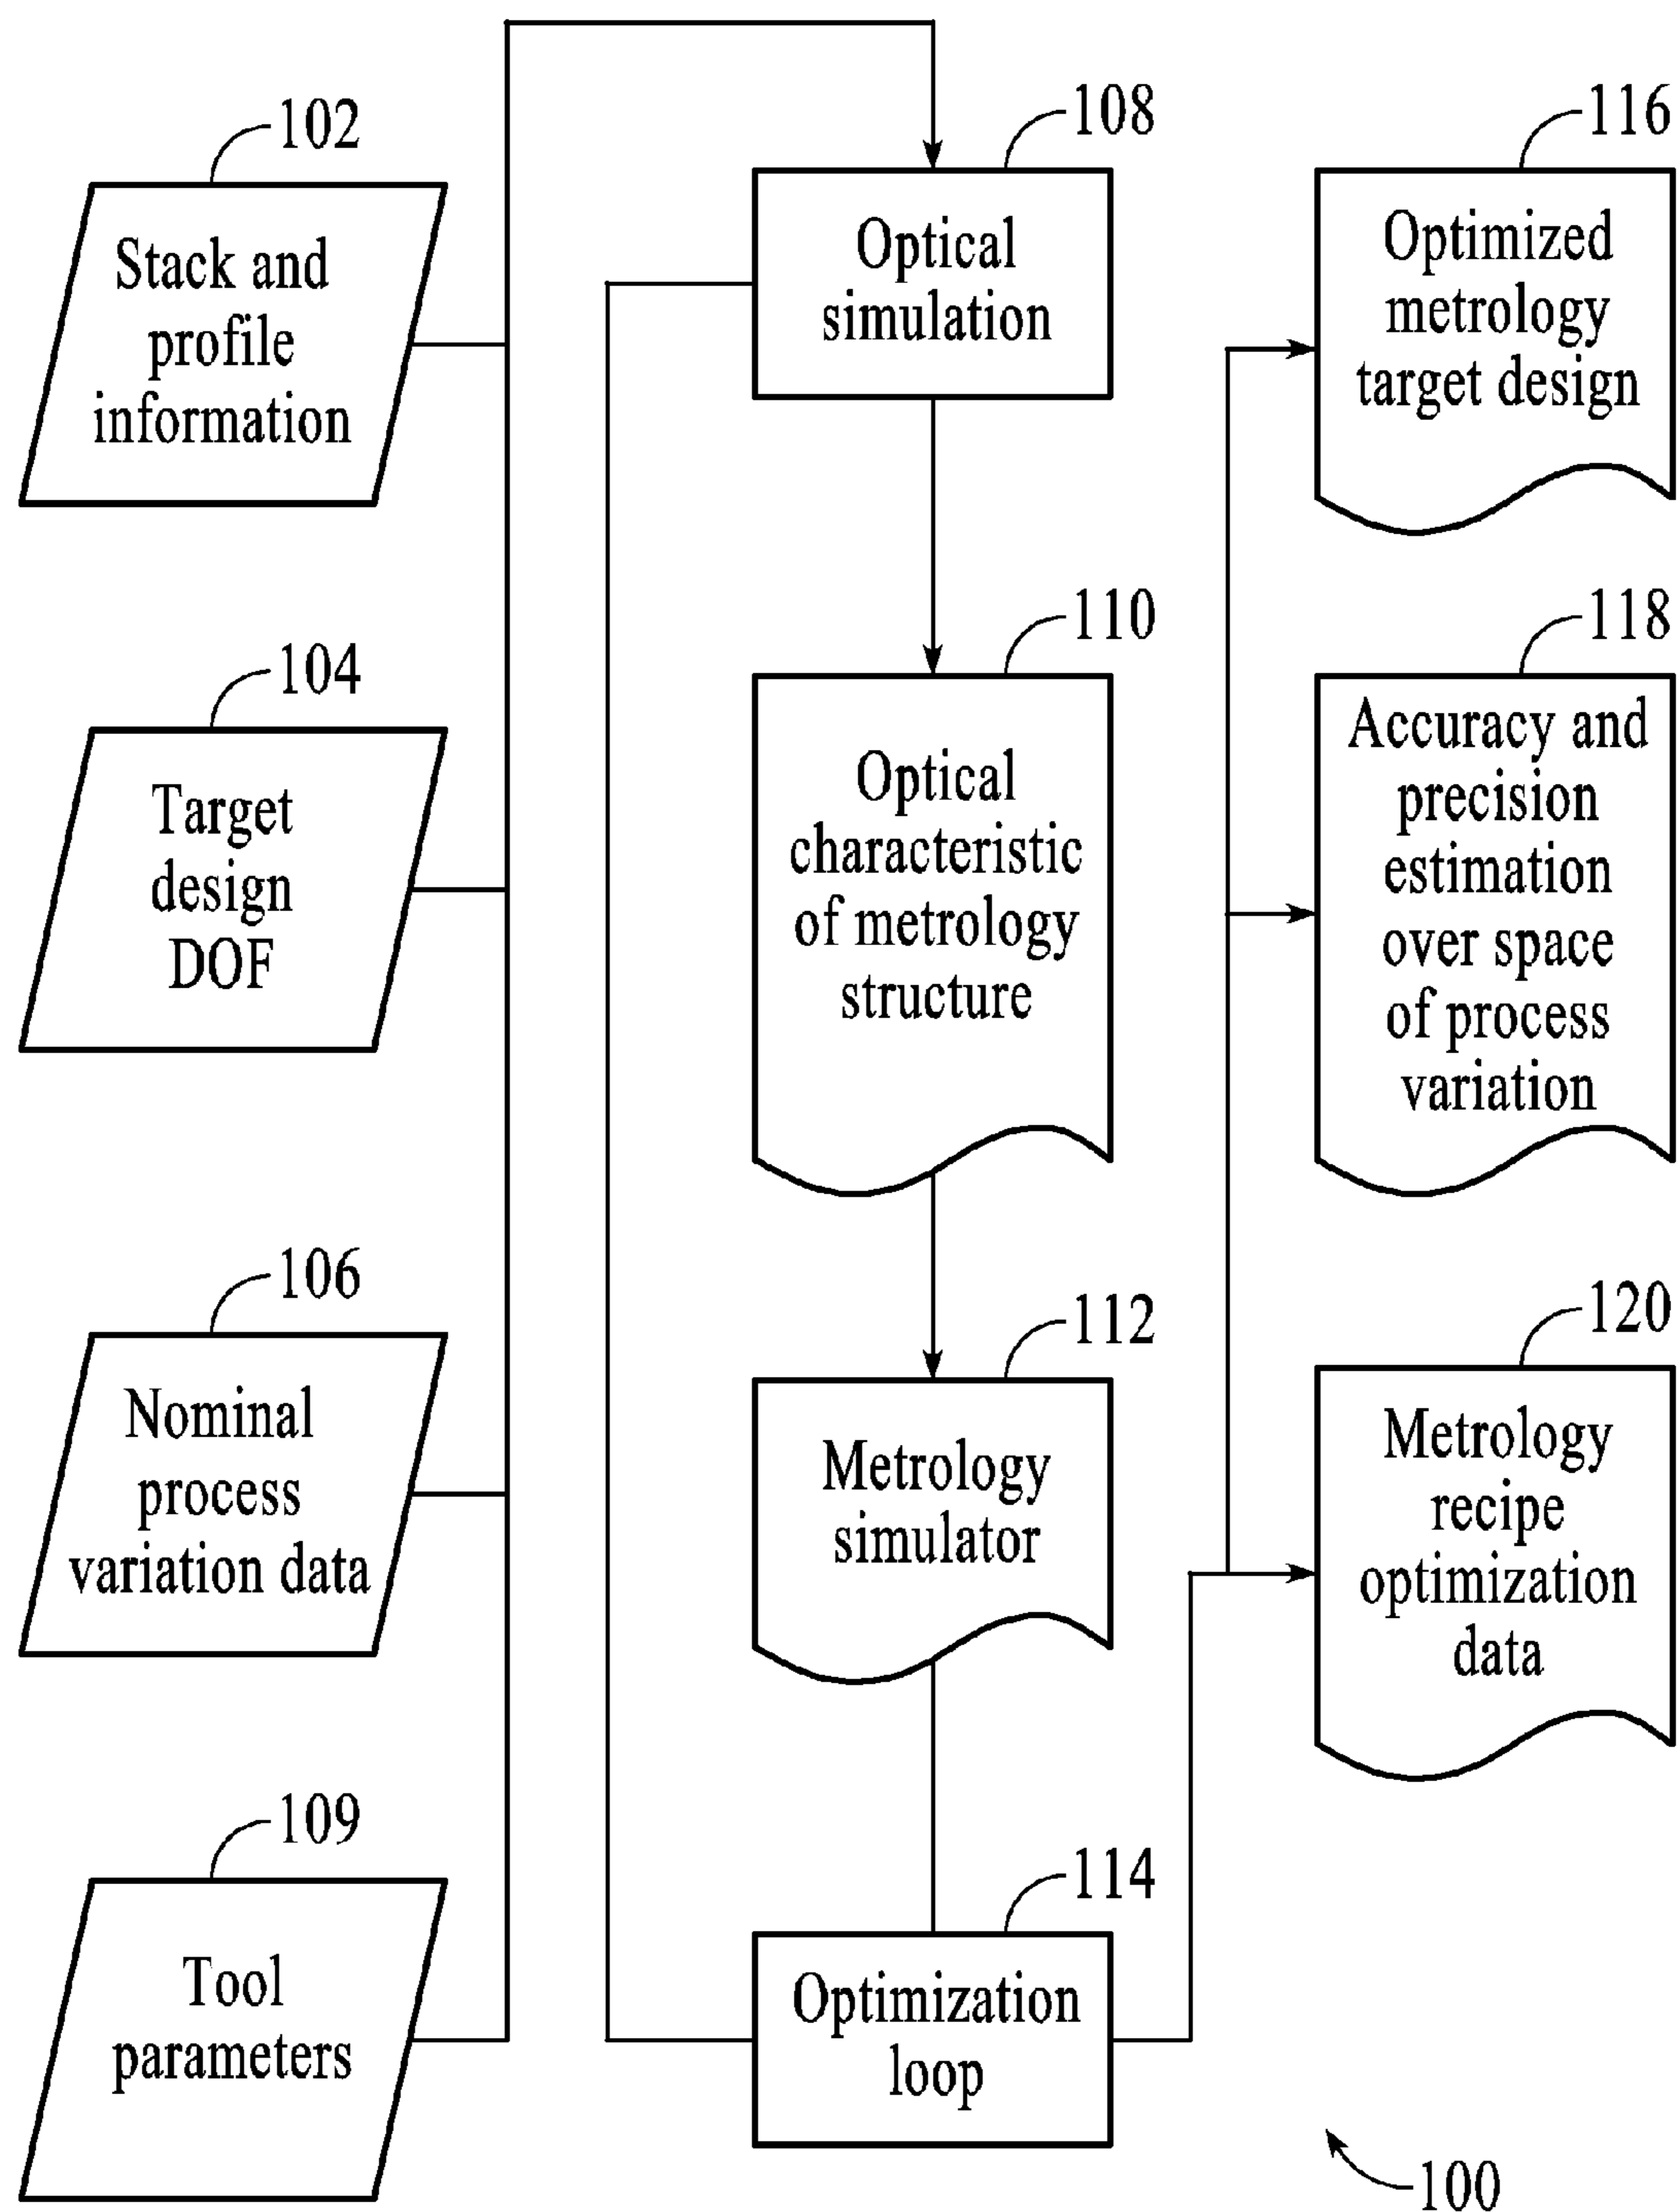 102
Stack and
profile
information
104
Target
design
DOF
106
Nominal
process
variation data
109
Tool
parameters
108
Optical
simulation
110
Optical
characteristic
of metrology
structure
112
Metrology
simulator
114
Optimization
loop
116
Optimized
metrology
target design
118
Accuracy and
precision
estimation
over space
of process
variation
120
Metrology
recipe
optimization
data
100